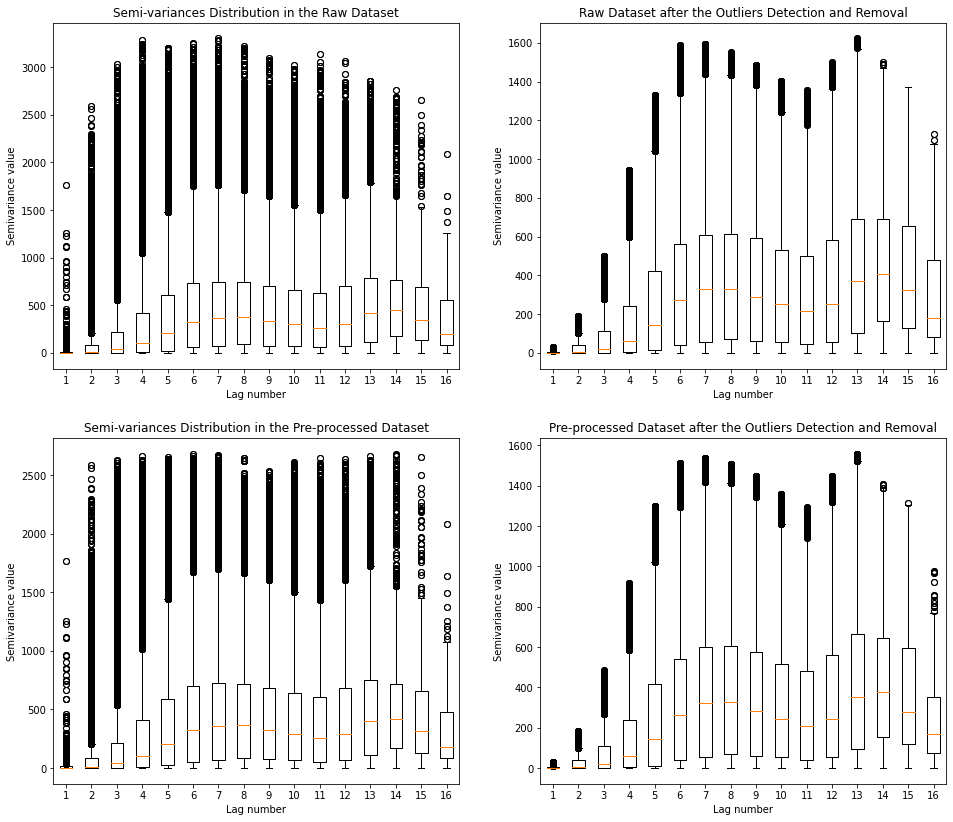 Semi-variances Distribution in the Raw Dataset
Semivariance value
3000
2500
2000
1500
1000
500
0
1 2 3 4 5 6 7 8 9 10 11 12 13 14 15 16
Lag number
Raw Dataset after the Outliers Detection and Removal
Semivariance value
1600
1400
1200
1000
800
600
400
200
0
1 2 3 4 5 6 7 8 9 10 11 12 13 14 15 16
Lag number
Semi-variances Distribution in the Pre-processed Dataset
Semivariance value
2500
2000
1500
1000
500
0
1 2 3 4 5 6 7 8 9 10 11 12 13 14 15 16
Lag number
Pre-processed Dataset after the Outliers Detection and Removal
Semivariance value
1600
1400
1200
1000
800
600
400
200
0
1 2 3 4 5 6 7 8 9 10 11 12 13 14 15 16
Lag number